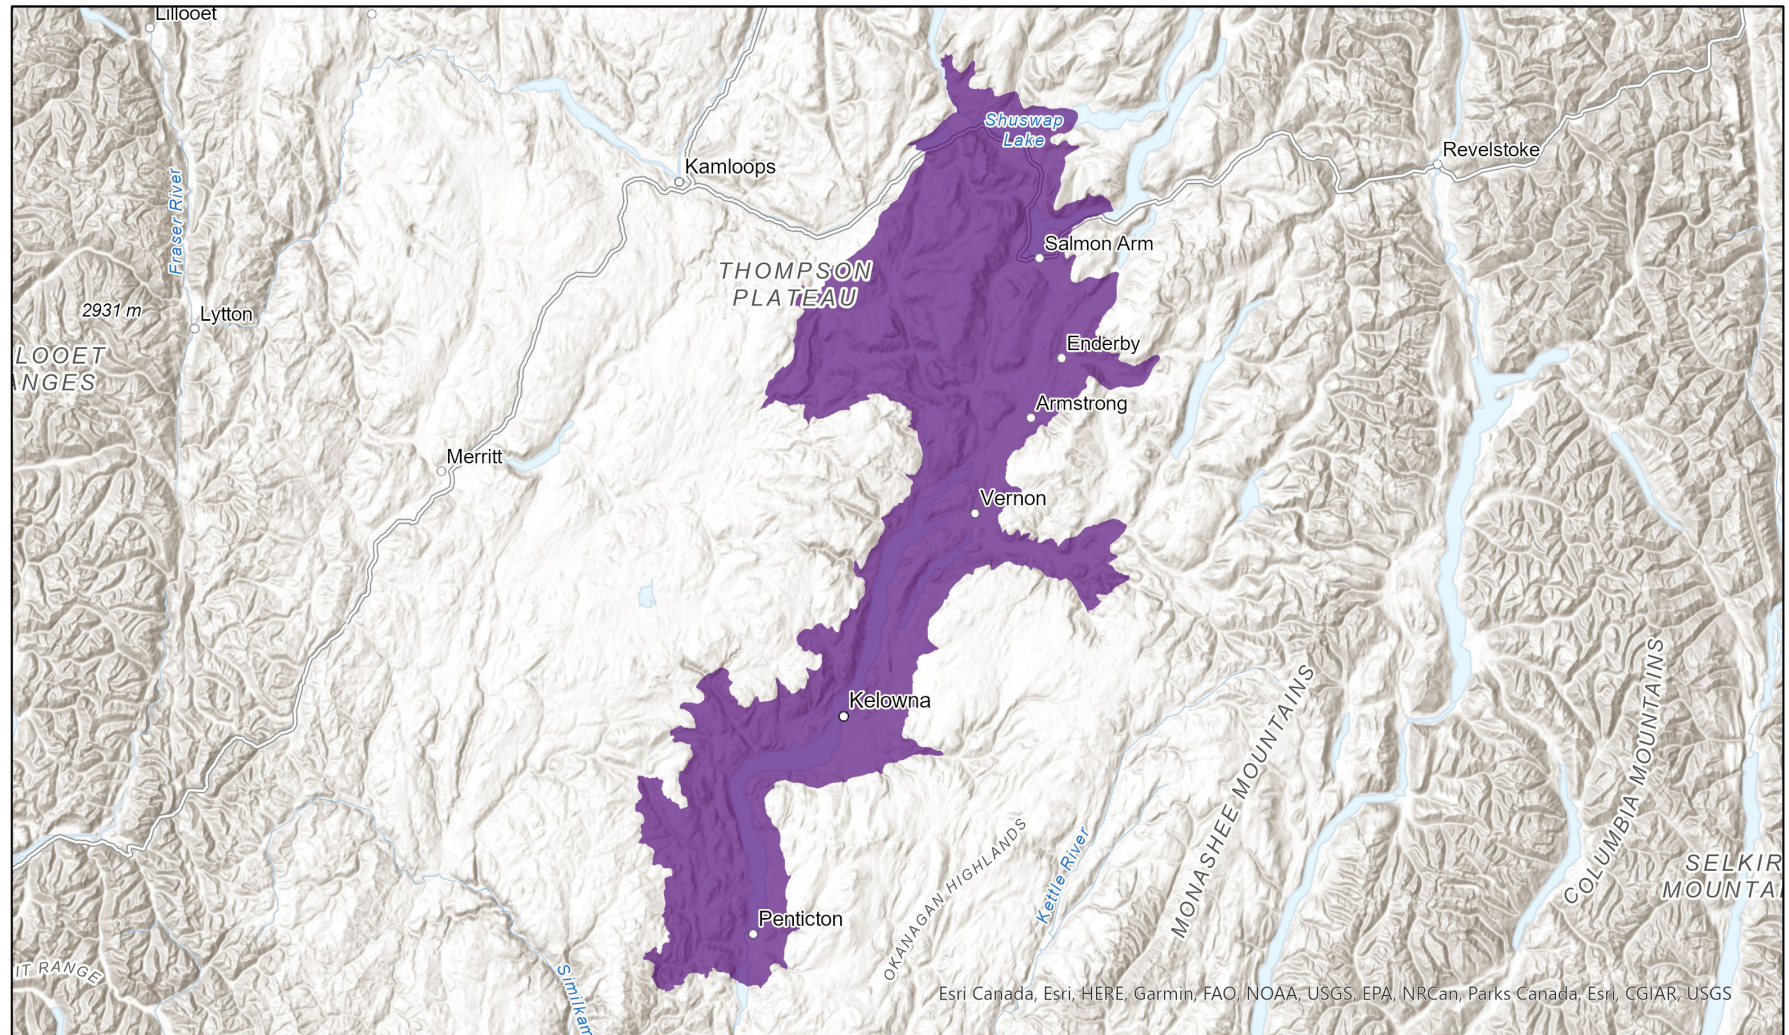 Lillooet
Shuswap
Lake
Revelstoke
Kamloops
Fraser River
Salmon Arm
THOMPSON
PLATEAU
2931 m
Lytton
Enderby
LOOET
ANGES
Armstrong
Merritt
Vernon
Kelowna
MONASHEE MOUNTAINS
COLUMBIA MOUNTAINS
OKANAGAN HIGHLANDS
Kettle River
SELKIR
MOUNTA
Penticton
IT RANGE
Similkam
Esri Canada, Esri, HERE, Garmin, FAO, NOAA, USGS, EPA, NRCan, Parks Canada, Esri, CGIAR, USGS